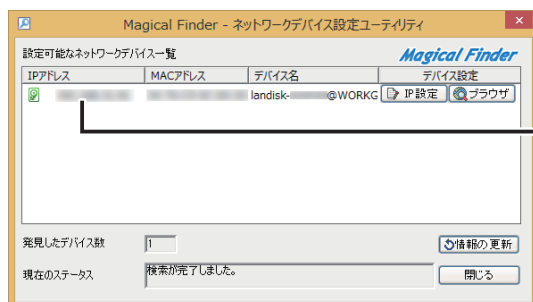 Magical Finder - ネットワークデバイス設定ユーティリティ
設定可能なネットワークデバイス一覧
Magical Finder
IPアドレス MACアドレス デバイス名 デバイス設定
landisk- @WORKG IP設定 ブラウザ
発見したデバイス数 1 情報の更新
現在のステータス 検索が完了しました。 閉じる